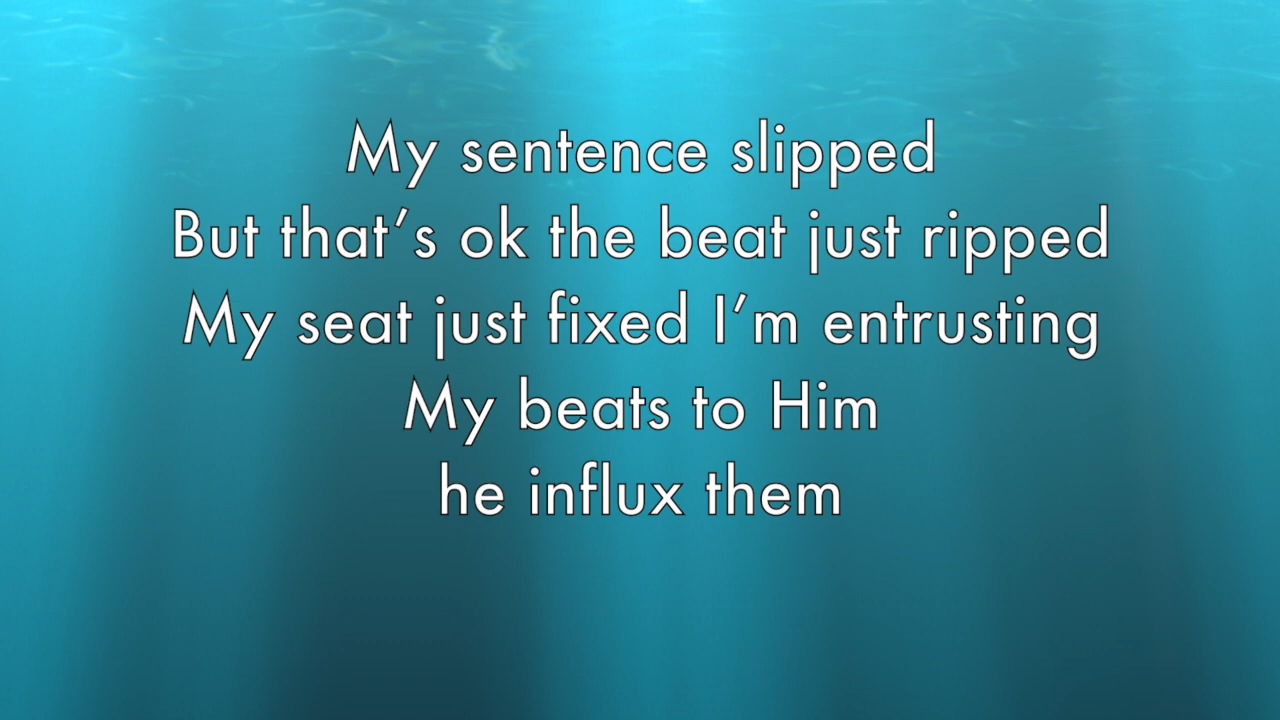 My sentence slipped
But that’s ok the beat just ripped
My seat just fixed I’m entrusting
My beats to Him
he influx them